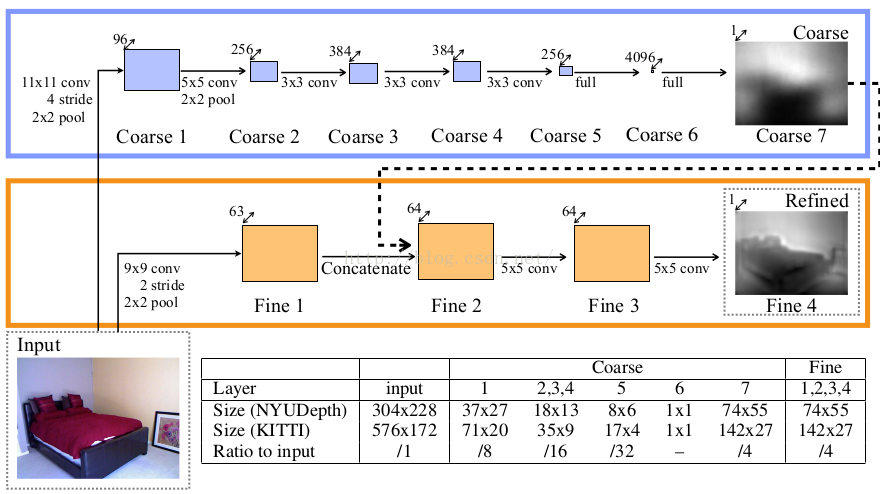 96
256
384
384
256
4096
1
Coarse
11x11 conv
4 stride
2x2 pool
5x5 conv
2x2 pool
3x3 conv
3x3 conv
3x3 conv
full
full
Coarse 1
Coarse 2
Coarse 3
Coarse 4
Coarse 5
Coarse 6
Coarse 7
63
64
64
1
Refined
9x9 conv
2 stride
2x2 pool
Concatenate
http://blog.csdn.net/
5x5 conv
5x5 conv
Fine 1
Fine 2
Fine 3
Fine 4
Input
Coarse Fine
Layer input 1 2,3,4 5 6 7 1,2,3,4
Size (NYUDepth) 304x228 37x27 18x13 8x6 1x1 74x55 74x55
Size (KITTI) 576x172 71x20 35x9 17x4 1x1 142x27 142x27
Ratio to input /1 /8 /16 /32 – /4 /4